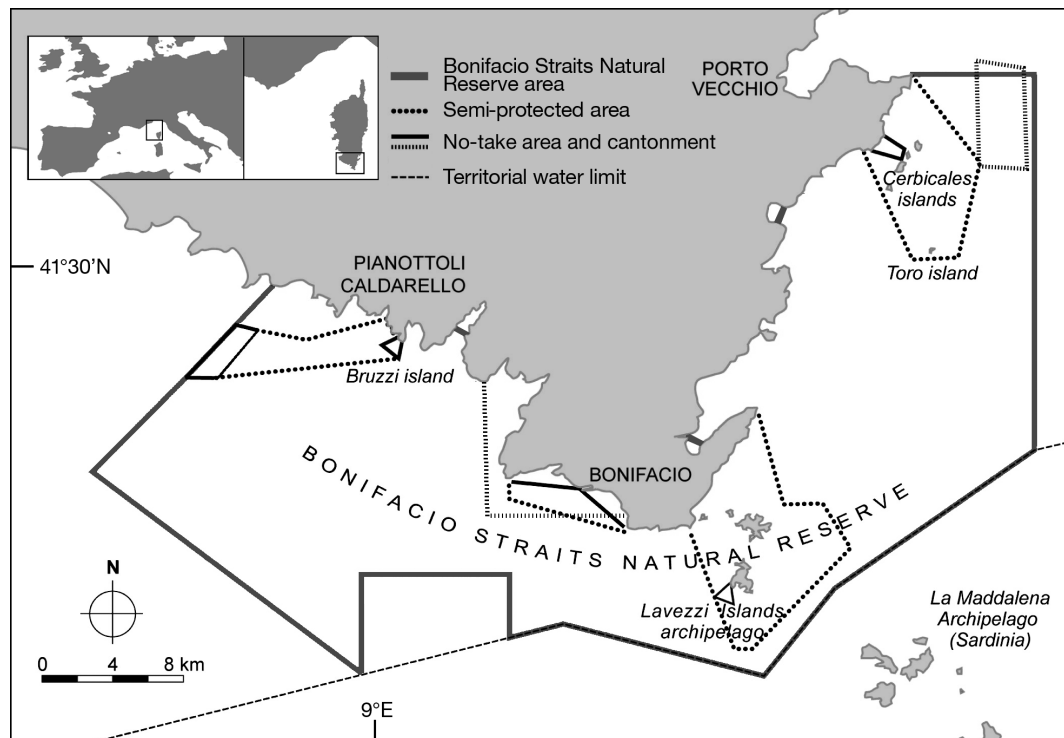 Bonifacio Straits Natural
Reserve area
Semi-protected area
No-take area and cantonment
Territorial water limit
PORTO
VECCHIO
Cerbicales
islands
Toro island
41°30’N
PIANOTTOLI
CALDARELLO
Bruzzi island
BONIFACIO
BONIFACIO STRAITS NATURAL RESERVE
Lavezzi Islands
archipelago
La Maddalena
Archipelago
(Sardinia)
N
0 4 8 km
9°E